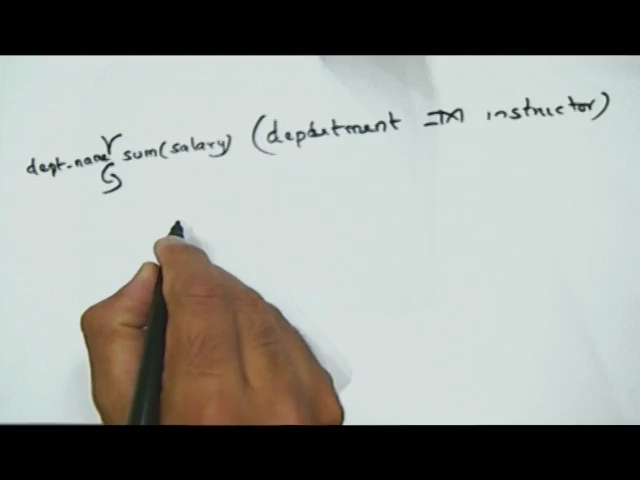 dept-name γ G sum(salary) (department ⟕ instructor)